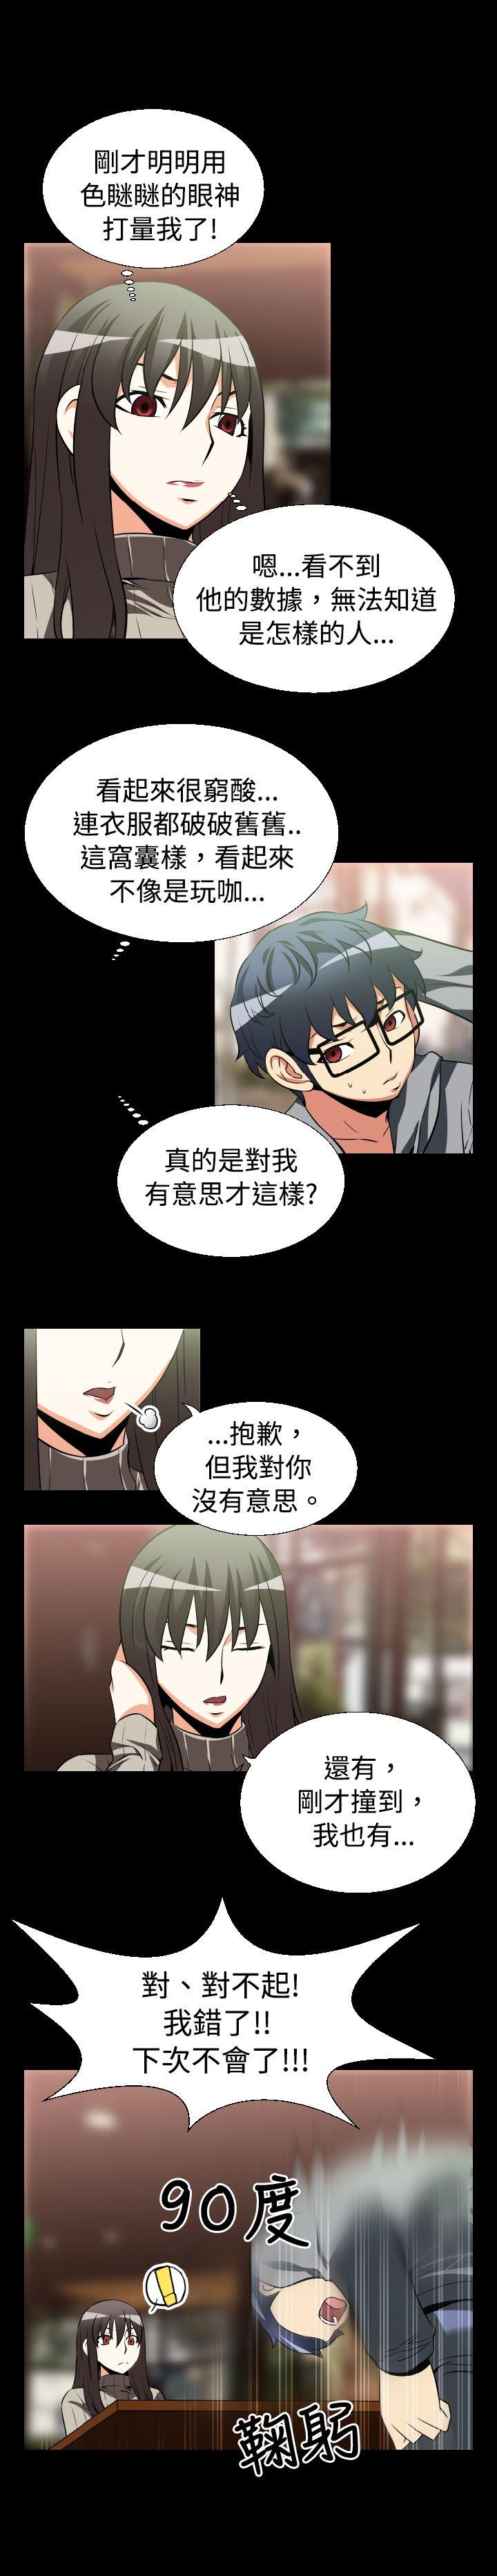 剛才明明用
色瞇瞇的眼神
打量我了!
嗯...看不到
他的數據，無法知道
是怎樣的人...
看起來很窮酸...
連衣服都破破舊舊..
這窩囊樣，看起來
不像是玩咖...
真的是對我
有意思才這樣?
...抱歉，
但我對你
沒有意思。
還有，
剛才撞到，
我也有...
對、對不起!
我錯了!!
下次不會了!!!
90度
!
鞠躬